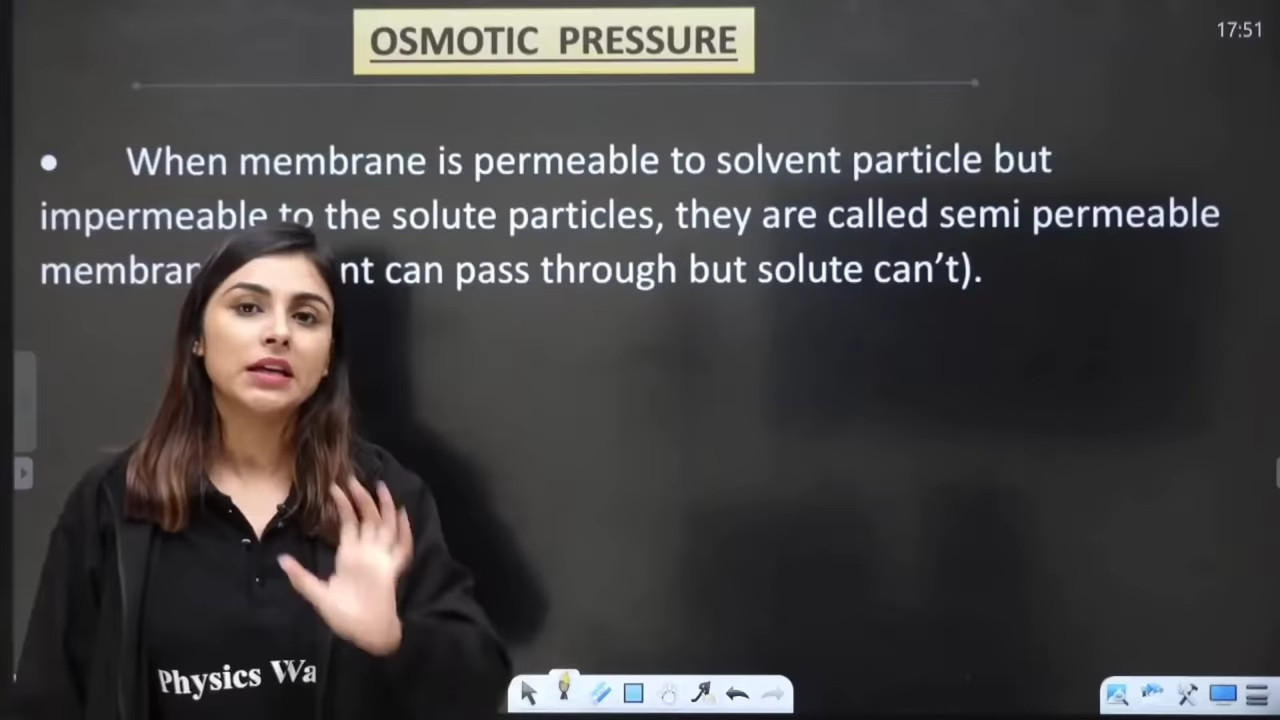 OSMOTIC PRESSURE
17:51
• When membrane is permeable to solvent particle but
impermeable to the solute particles, they are called semi permeable
membran nt can pass through but solute can’t).
Physics Wa